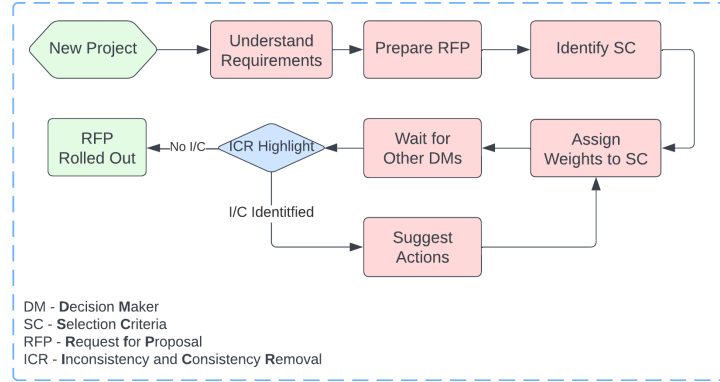 New Project
Understand
Requirements
Prepare RFP
Identify SC
RFP
Rolled Out
No I/C
ICR Highlight
Wait for
Other DMs
Assign
Weights to SC
I/C Identitfied
Suggest
Actions
DM - Decision Maker
SC - Selection Criteria
RFP - Request for Proposal
ICR - Inconsistency and Consistency Removal